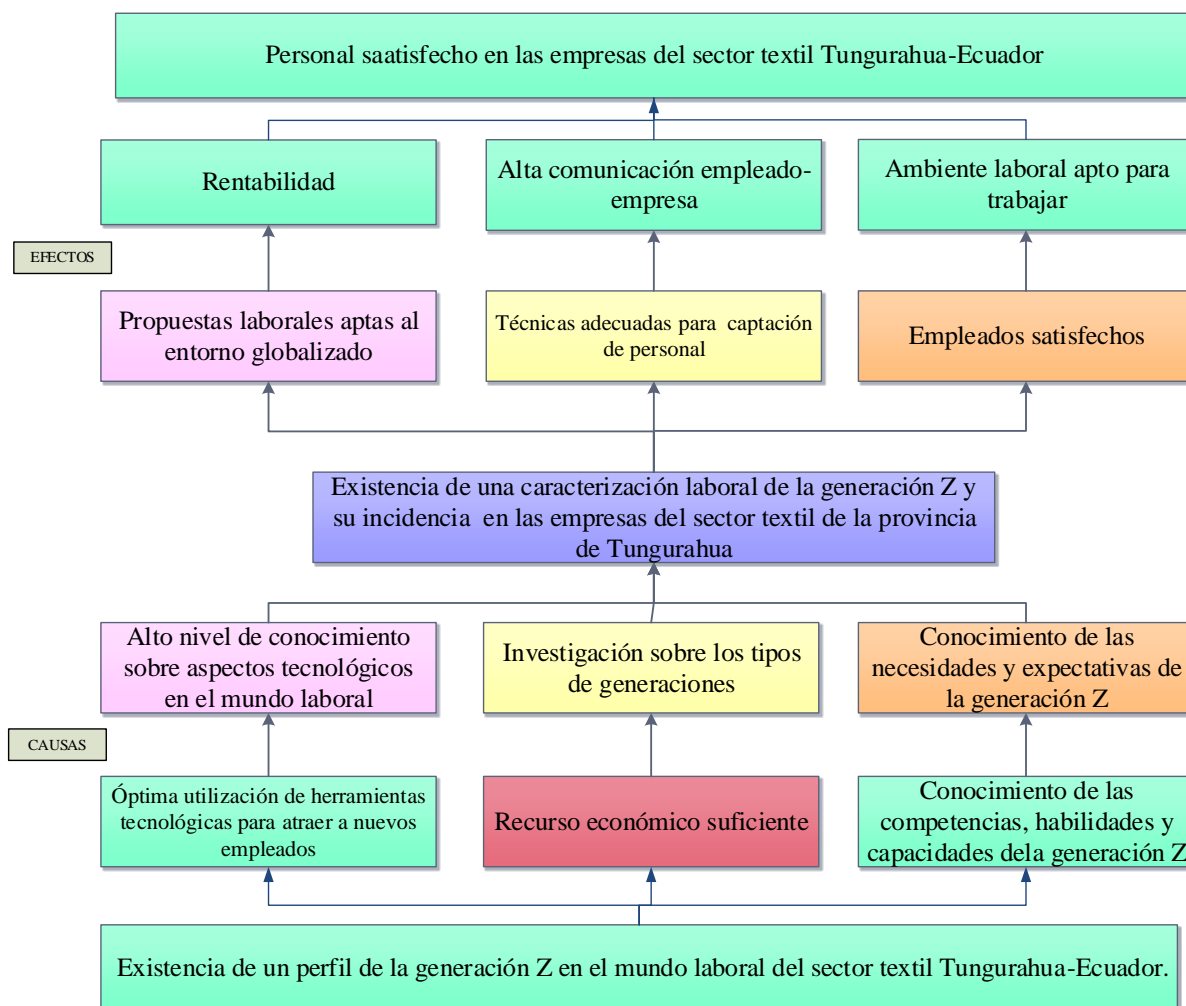 Personal saatisfecho en las empresas del sector textil Tungurahua-Ecuador
Rentabilidad
Alta comunicación empleado-
empresa
Ambiente laboral apto para
trabajar
EFECTOS
Propuestas laborales aptas al
entorno globalizado
Técnicas adecuadas para captación
de personal
Empleados satisfechos
Existencia de una caracterización laboral de la generación Z y
su incidencia en las empresas del sector textil de la provincia
de Tungurahua
Alto nivel de conocimiento
sobre aspectos tecnológicos
en el mundo laboral
Investigación sobre los tipos
de generaciones
Conocimiento de las
necesidades y expectativas de
la generación Z
CAUSAS
Óptima utilización de herramientas
tecnológicas para atraer a nuevos
empleados
Recurso económico suficiente
Conocimiento de las
competencias, habilidades y
capacidades dela generación Z
Existencia de un perfil de la generación Z en el mundo laboral del sector textil Tungurahua-Ecuador.